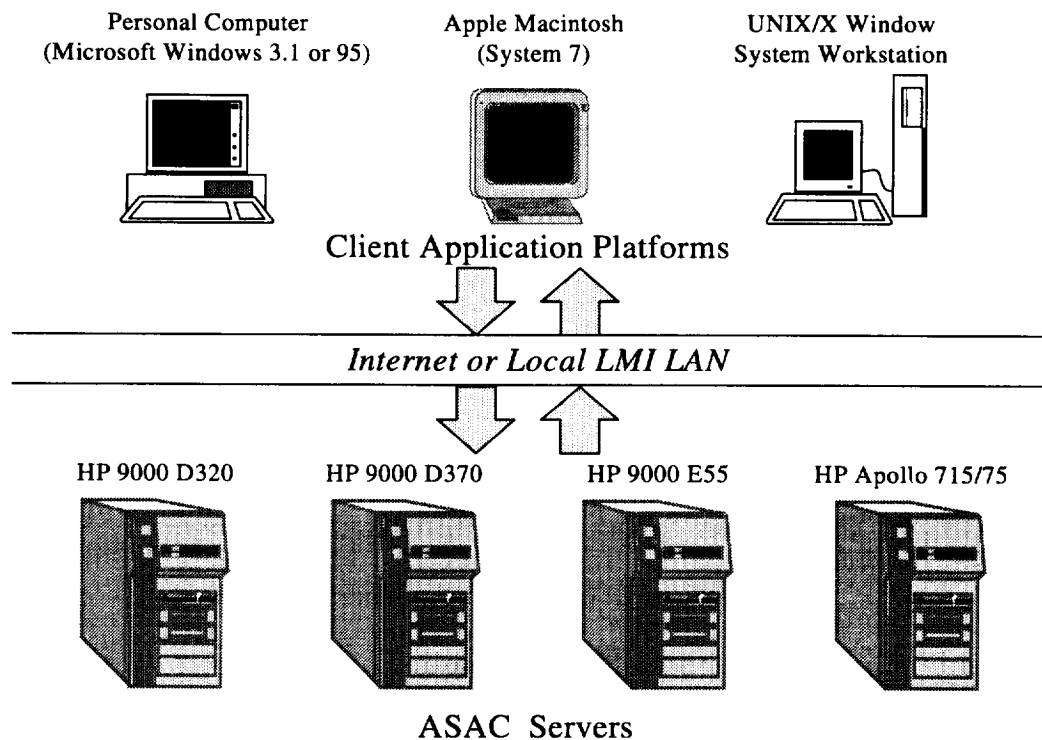 Personal Computer
(Microsoft Windows 3.1 or 95)
Apple Macintosh
(System 7)
UNIX/X Window
System Workstation
Client Application Platforms
Internet or Local LMI LAN
HP 9000 D320
HP 9000 D370
HP 9000 E55
HP Apollo 715/75
ASAC Servers